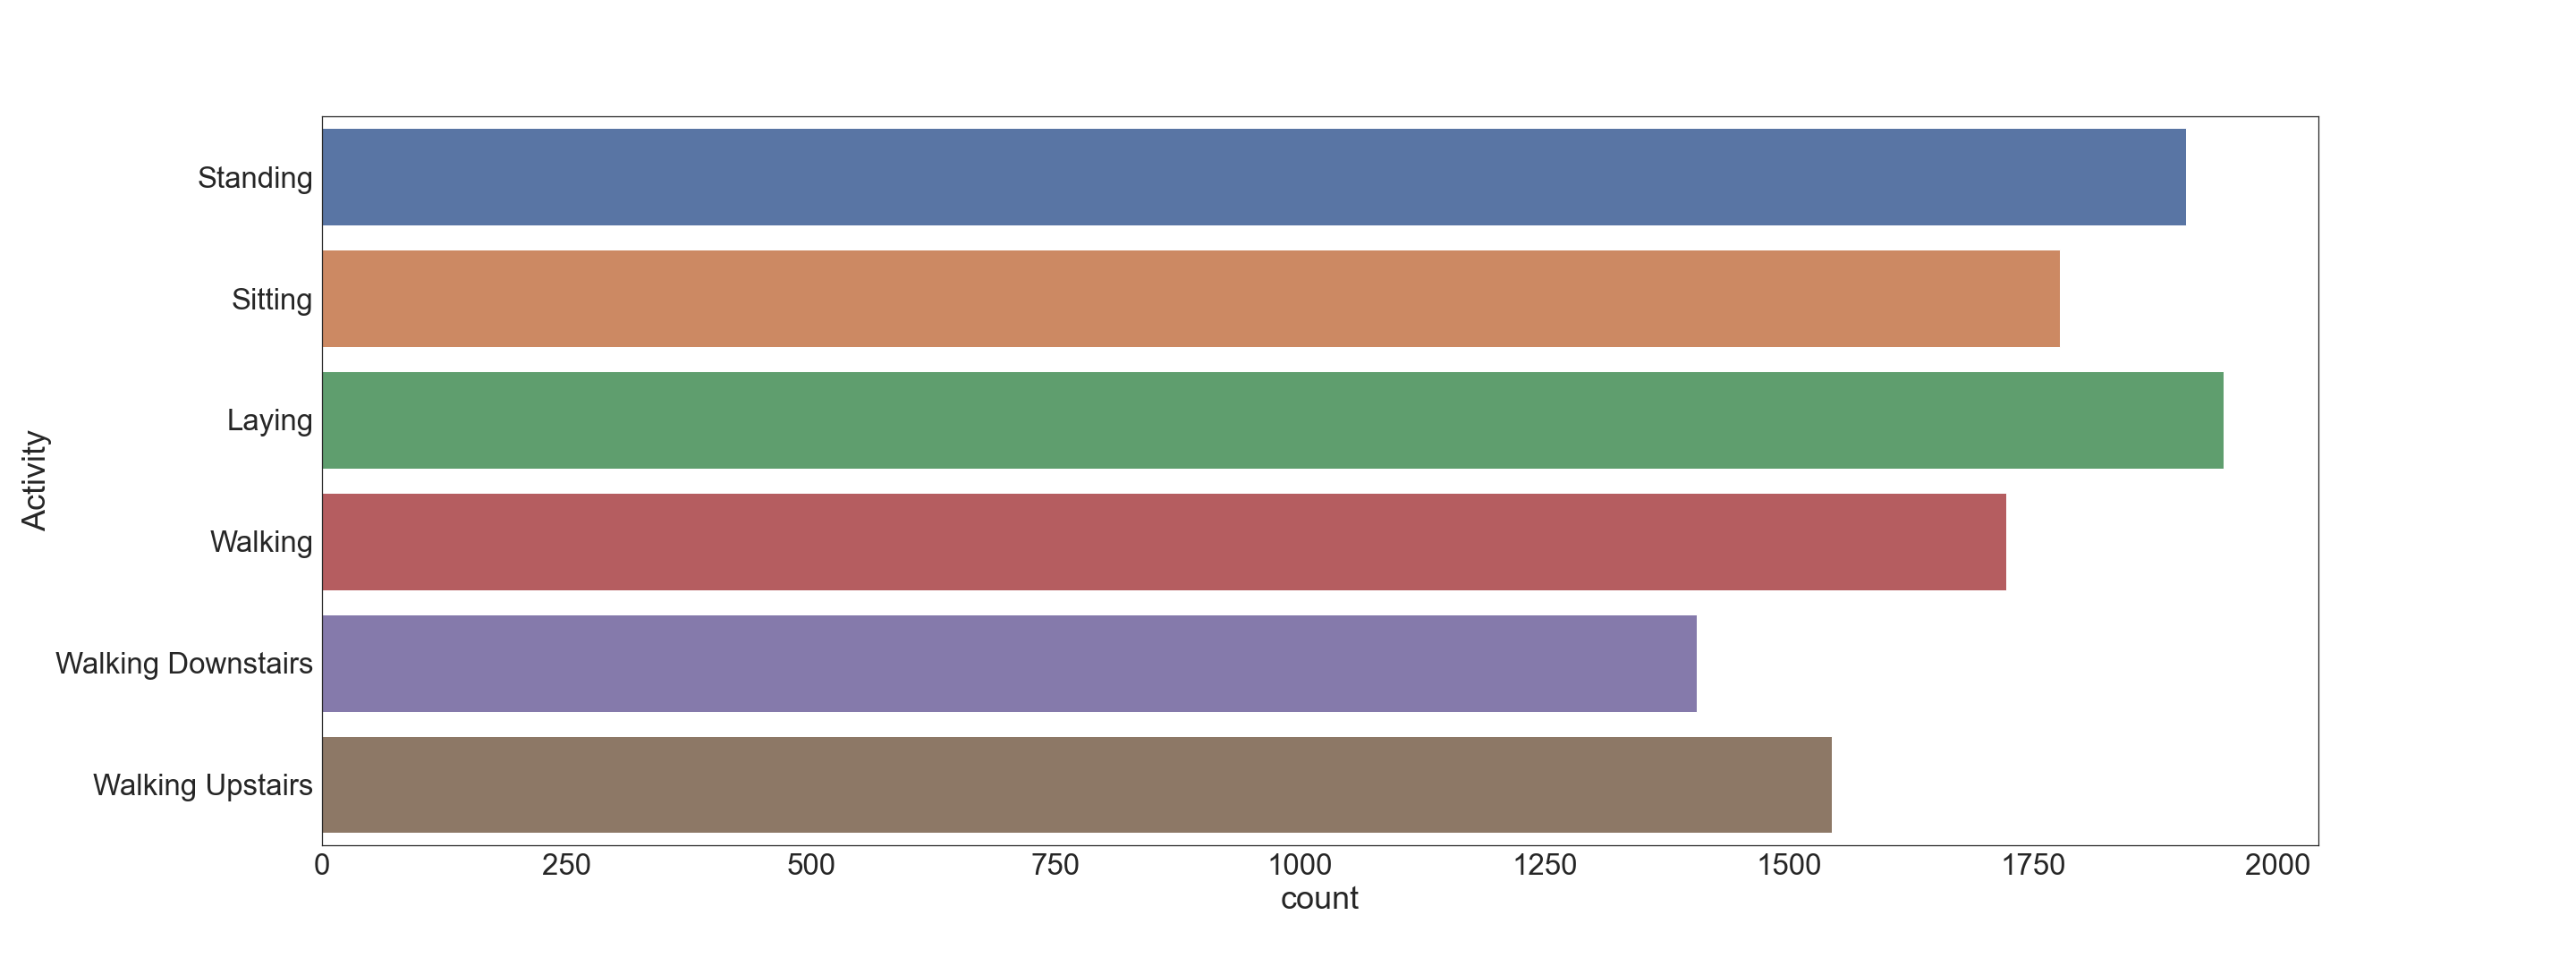 Standing
Sitting
Laying
Walking
Walking Downstairs
Walking Upstairs
Activity
0 250 500 750 1000 1250 1500 1750 2000
count